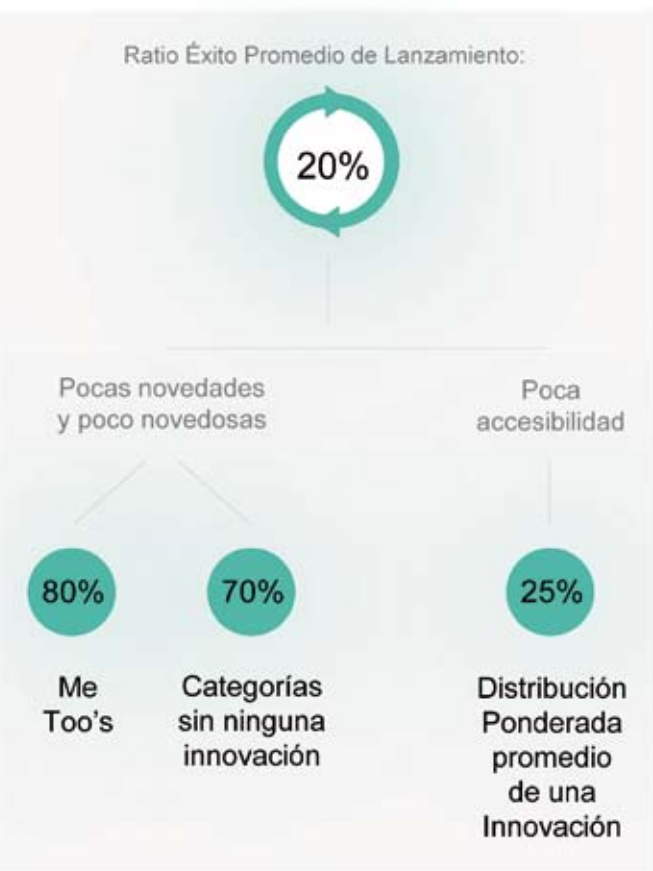 Ratio Éxito Promedio de Lanzamiento:
20%
Pocas novedades
y poco novedosas
80%
Me
Too's
70%
Categorías
sin ninguna
innovación
Poca
accesibilidad
25%
Distribución
Ponderada
promedio
de una
Innovación